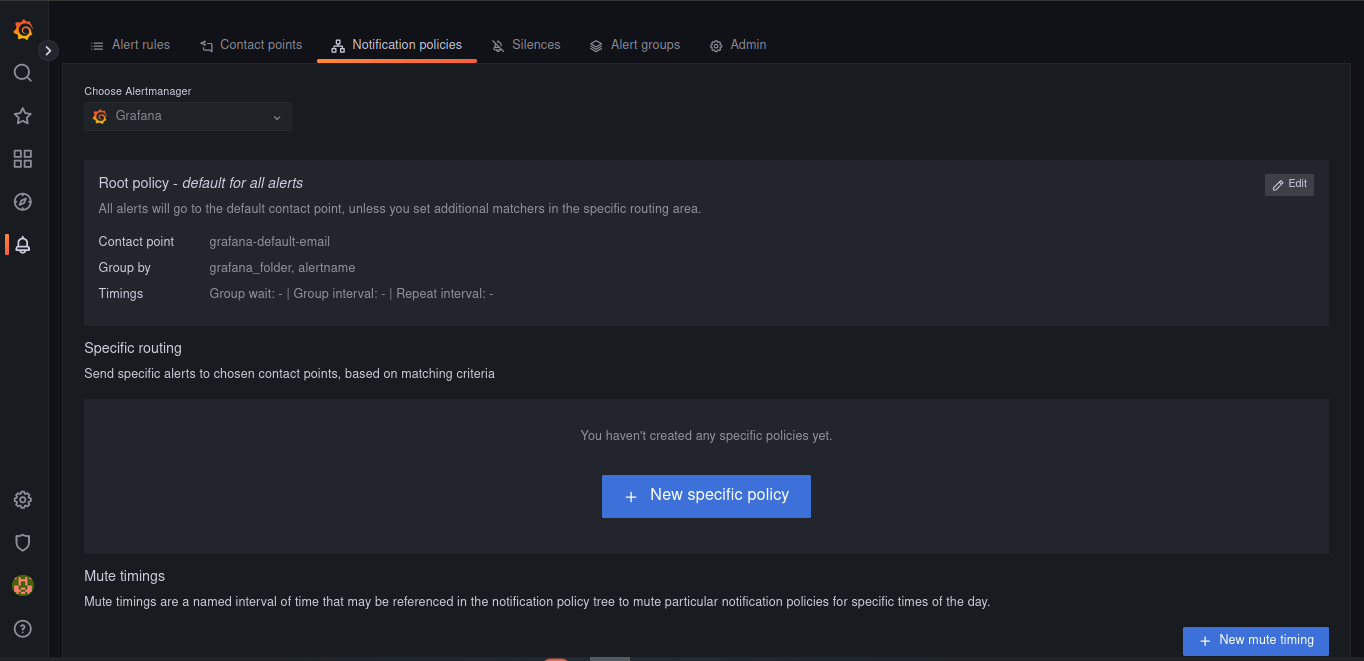 Alert rules Contact points Notification policies Silences Alert groups Admin
Choose Alertmanager
Grafana
Root policy - default for all alerts
Edit
All alerts will go to the default contact point, unless you set additional matchers in the specific routing area.
Contact point grafana-default-email
Group by grafana_folder, alertname
Timings Group wait: - | Group interval: - | Repeat interval: -
Specific routing
Send specific alerts to chosen contact points, based on matching criteria
You haven't created any specific policies yet.
+ New specific policy
Mute timings
Mute timings are a named interval of time that may be referenced in the notification policy tree to mute particular notification policies for specific times of the day.
+ New mute timing